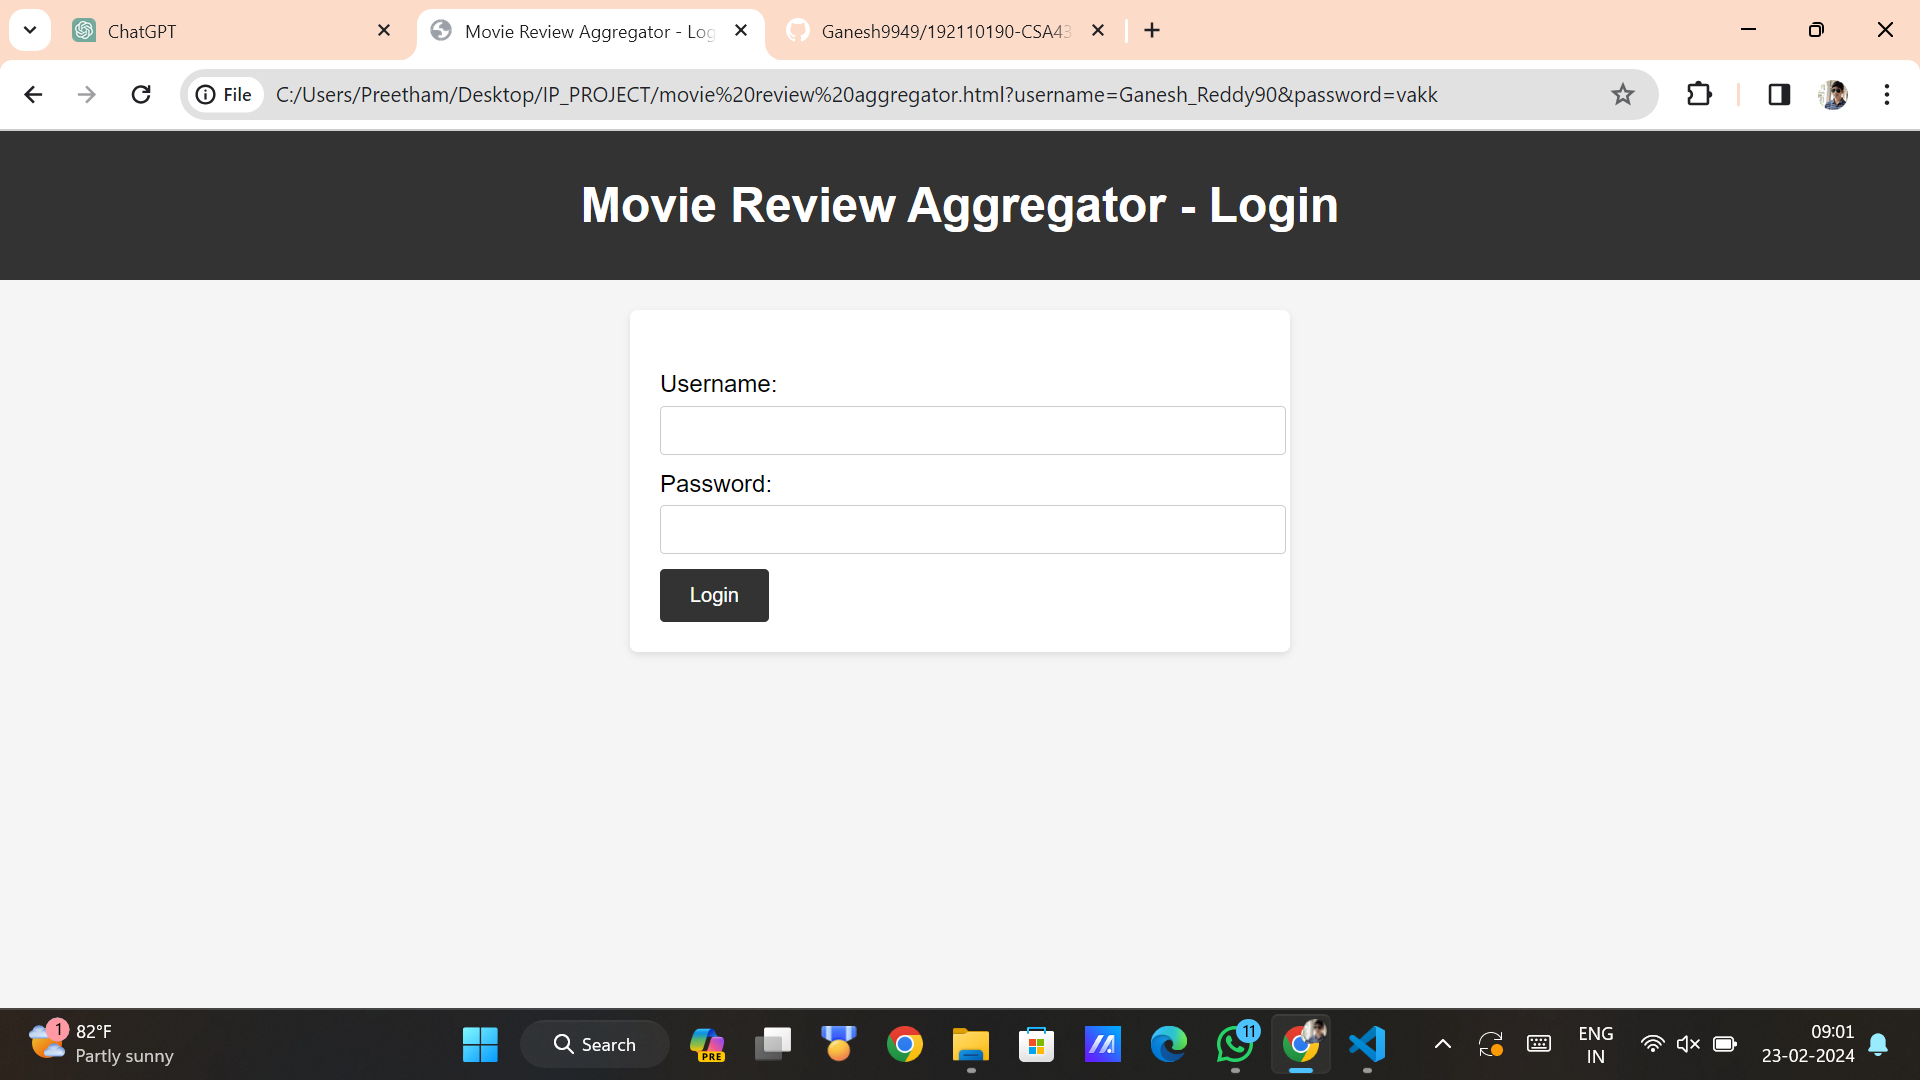 ChatGPT
Movie Review Aggregator - Log
Ganesh9949/192110190-CSA43
File
C:/Users/Preetham/Desktop/IP_PROJECT/movie%20review%20aggregator.html?username=Ganesh_Reddy90&password=vakk
Movie Review Aggregator - Login
Username:
Password:
Login
1
82°F
Partly sunny
Search
PRE
11
ENG
IN
09:01
23-02-2024